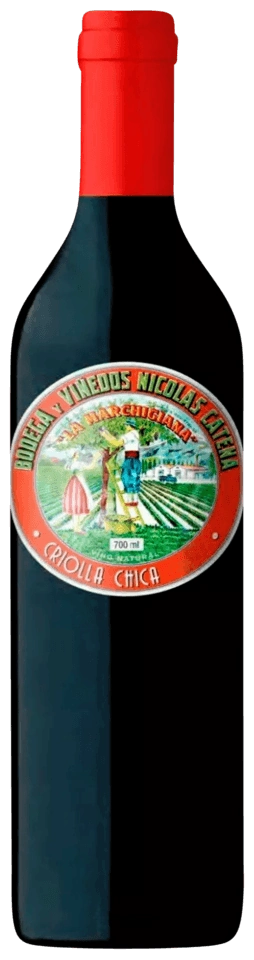 BODEGA Y VIÑEDOS NICOLAS CATENA
"LA MARCHIGIANA"
700 ml
VINO NATURAL
· CRIOLLA CHICA ·